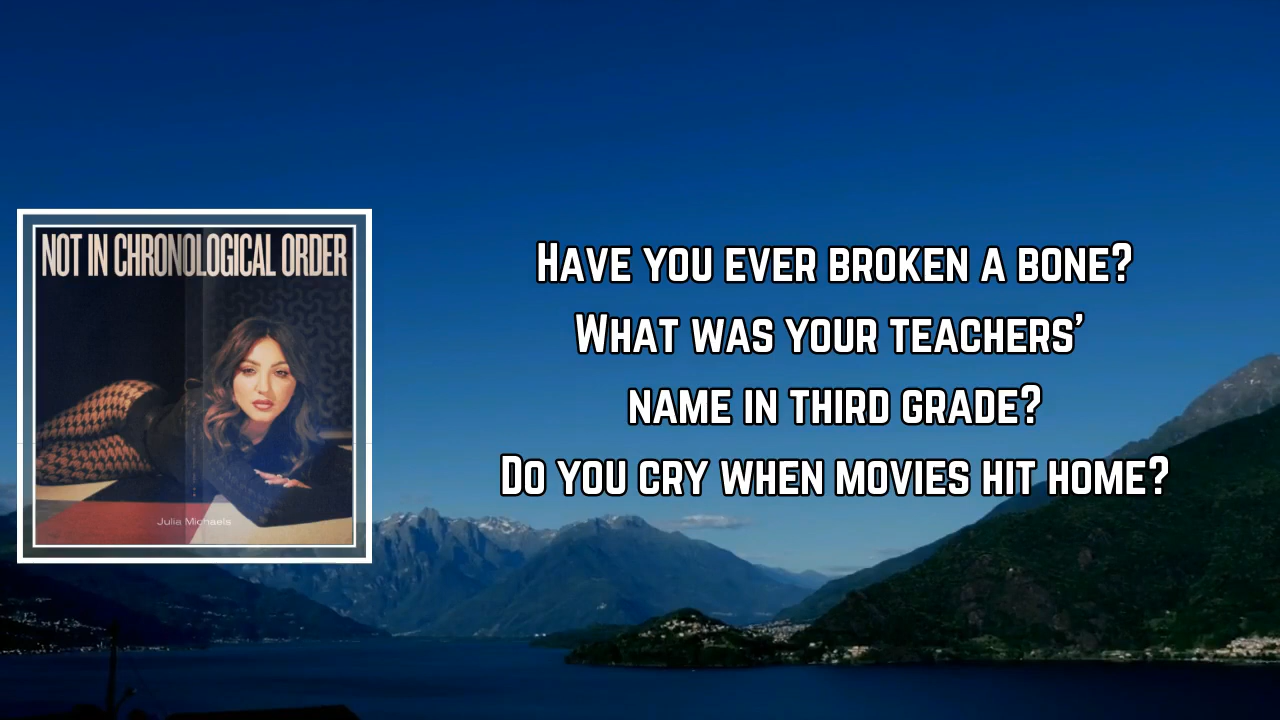 NOT IN CHRONOLOGICAL ORDER
Julia Michaels
Have you ever broken a bone?
What was your teachers'
name in third grade?
Do you cry when movies hit home?